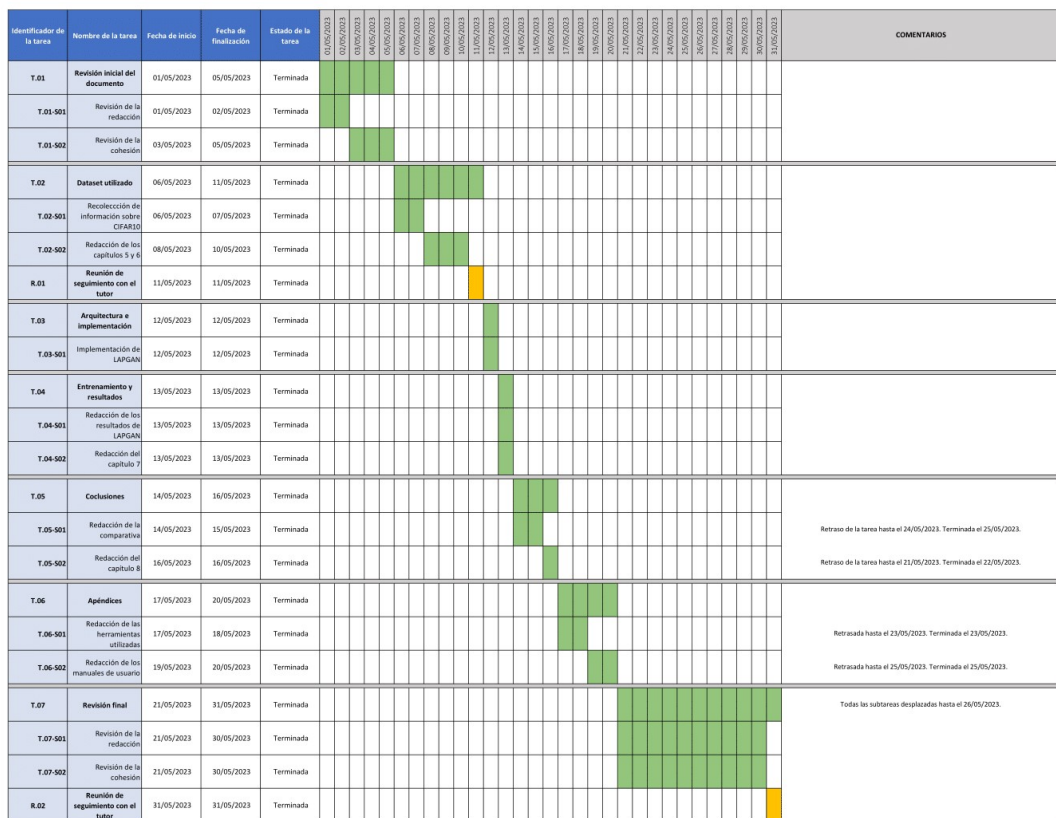 Identificador de la tarea Nombre de la tarea Fecha de inicio Fecha de finalización Estado de la tarea 01/05/2023 02/05/2023 03/05/2023 04/05/2023 05/05/2023 06/05/2023 07/05/2023 08/05/2023 09/05/2023 10/05/2023 11/05/2023 12/05/2023 13/05/2023 14/05/2023 15/05/2023 16/05/2023 17/05/2023 18/05/2023 19/05/2023 20/05/2023 21/05/2023 22/05/2023 23/05/2023 24/05/2023 25/05/2023 26/05/2023 27/05/2023 28/05/2023 29/05/2023 30/05/2023 31/05/2023 COMENTARIOS
T.01 Revisión inicial del documento 01/05/2023 05/05/2023 Terminada
T.01-S01 Revisión de la redacción 01/05/2023 02/05/2023 Terminada
T.01-S02 Revisión de la cohesión 03/05/2023 05/05/2023 Terminada
T.02 Dataset utilizado 06/05/2023 11/05/2023 Terminada
T.02-S01 Recoleccción de información sobre CIFAR10 06/05/2023 07/05/2023 Terminada
T.02-S02 Redacción de los capítulos 5 y 6 08/05/2023 10/05/2023 Terminada
R.01 Reunión de seguimiento con el tutor 11/05/2023 11/05/2023 Terminada
T.03 Arquitectura e implementación 12/05/2023 12/05/2023 Terminada
T.03-S01 Implementación de LAPGAN 12/05/2023 12/05/2023 Terminada
T.04 Entrenamiento y resultados 13/05/2023 13/05/2023 Terminada
T.04-S01 Redacción de los resultados de LAPGAN 13/05/2023 13/05/2023 Terminada
T.04-S02 Redacción del capítulo 7 13/05/2023 13/05/2023 Terminada
T.05 Coclusiones 14/05/2023 16/05/2023 Terminada
T.05-S01 Redacción de la comparativa 14/05/2023 15/05/2023 Terminada Retraso de la tarea hasta el 24/05/2023. Terminada el 25/05/2023.
T.05-S02 Redacción del capítulo 8 16/05/2023 16/05/2023 Terminada Retraso de la tarea hasta el 21/05/2023. Terminada el 22/05/2023.
T.06 Apéndices 17/05/2023 20/05/2023 Terminada
T.06-S01 Redacción de las herramientas utilizadas 17/05/2023 18/05/2023 Terminada Retrasada hasta el 23/05/2023. Terminada el 23/05/2023.
T.06-S02 Redacción de los manuales de usuario 19/05/2023 20/05/2023 Terminada Retrasada hasta el 25/05/2023. Terminada el 25/05/2023.
T.07 Revisión final 21/05/2023 31/05/2023 Terminada Todas las subtareas desplazadas hasta el 26/05/2023.
T.07-S01 Revisión de la redacción 21/05/2023 30/05/2023 Terminada
T.07-S02 Revisión de la cohesión 21/05/2023 30/05/2023 Terminada
R.02 Reunión de seguimiento con el tutor 31/05/2023 31/05/2023 Terminada